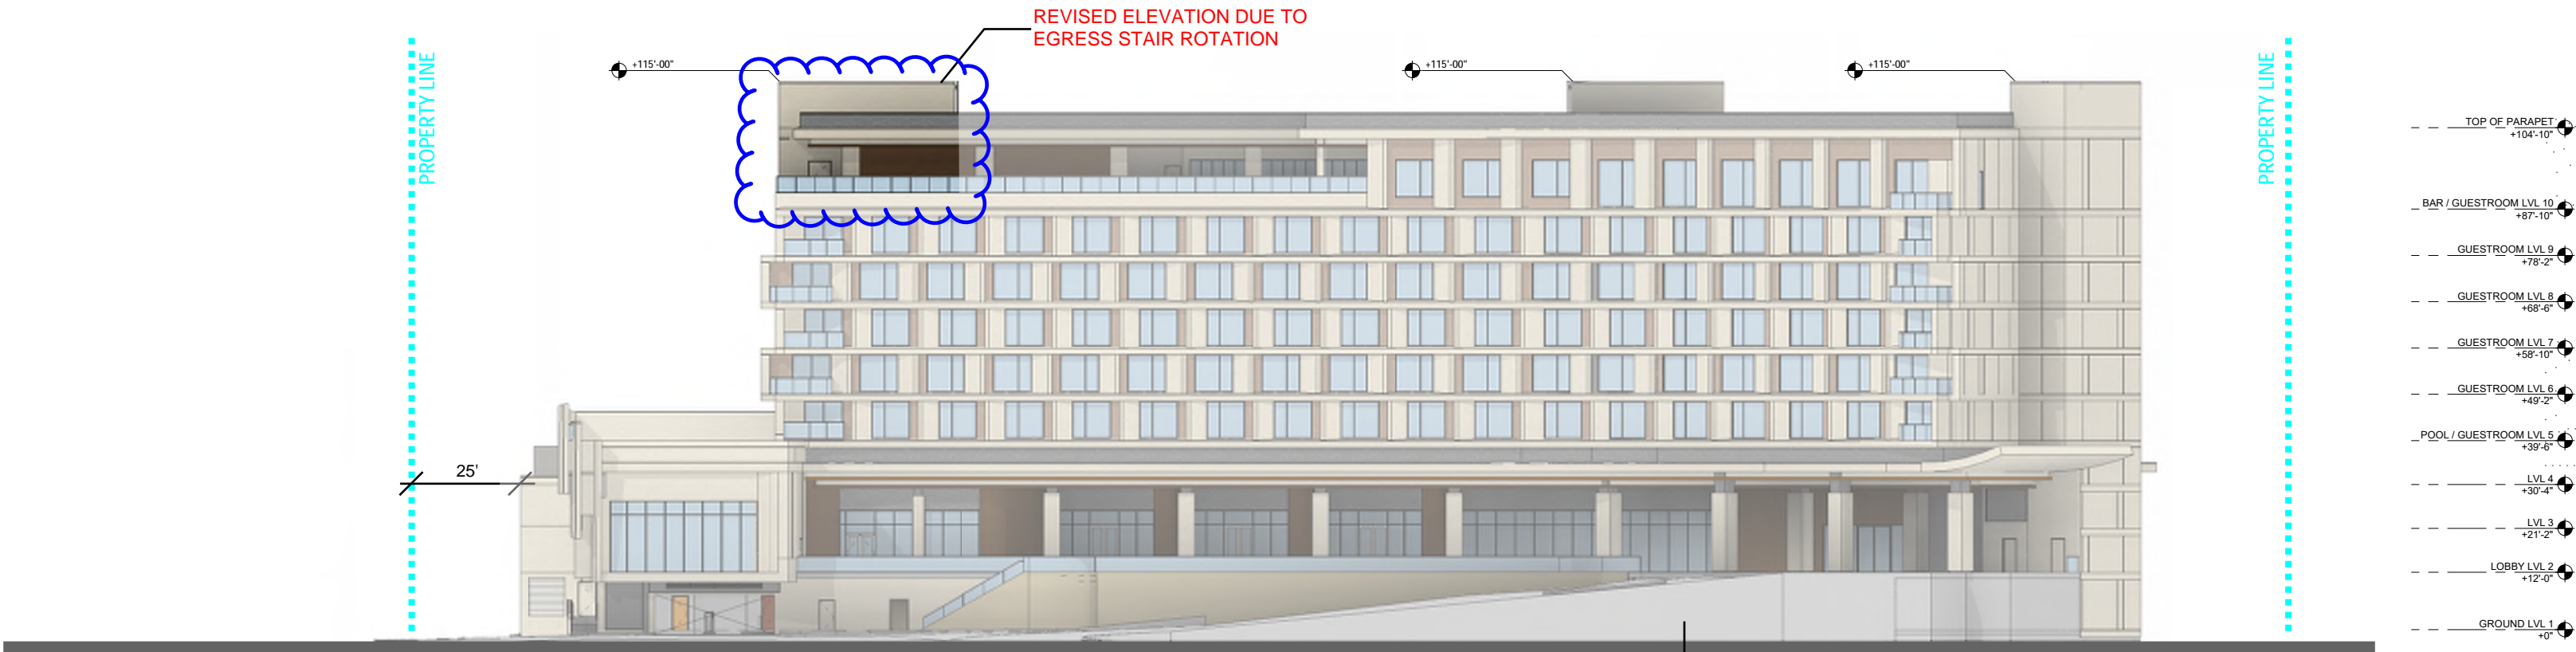 REVISED ELEVATION DUE TO
EGRESS STAIR ROTATION
+115'-00"
+115'-00"
+115'-00"
PROPERTY LINE
PROPERTY LINE
TOP OF PARAPET
+104'-10"
BAR / GUESTROOM LVL 10
+87'-10"
GUESTROOM LVL 9
+78'-2"
GUESTROOM LVL 8
+68'-6"
GUESTROOM LVL 7
+58'-10"
GUESTROOM LVL 6
+49'-2"
POOL / GUESTROOM LVL 5
+39'-6"
25'
LVL 4
+30'-4"
LVL 3
+21'-2"
LOBBY LVL 2
+12'-0"
GROUND LVL 1
+0"